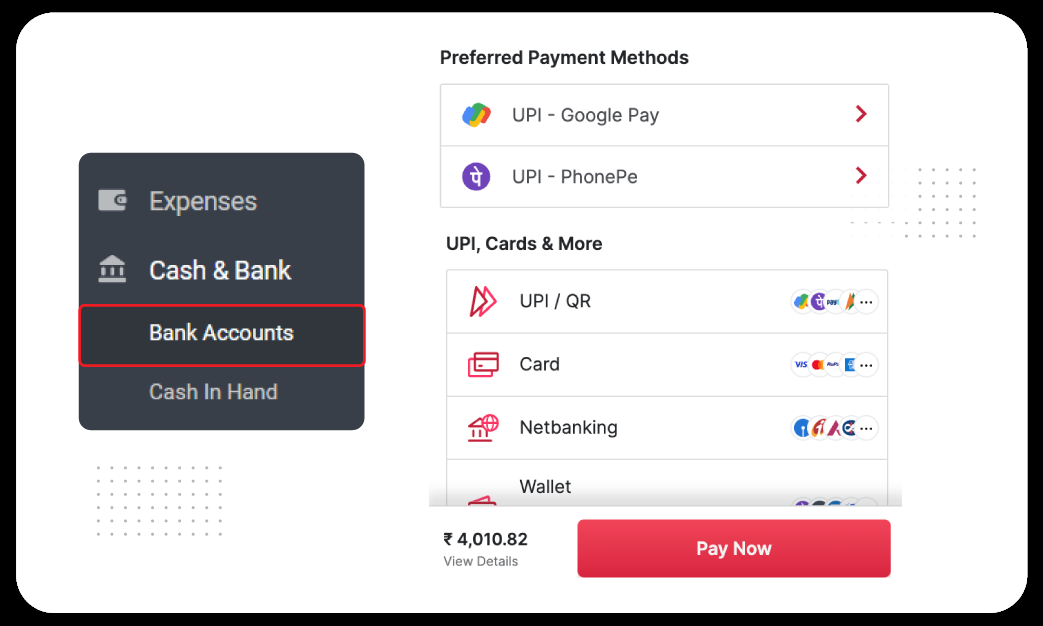 Expenses
Cash & Bank
Bank Accounts
Cash In Hand
Preferred Payment Methods
UPI - Google Pay
पे UPI - PhonePe
UPI, Cards & More
UPI / QR
Card VISA
Netbanking
Wallet
₹ 4,010.82
View Details
Pay Now